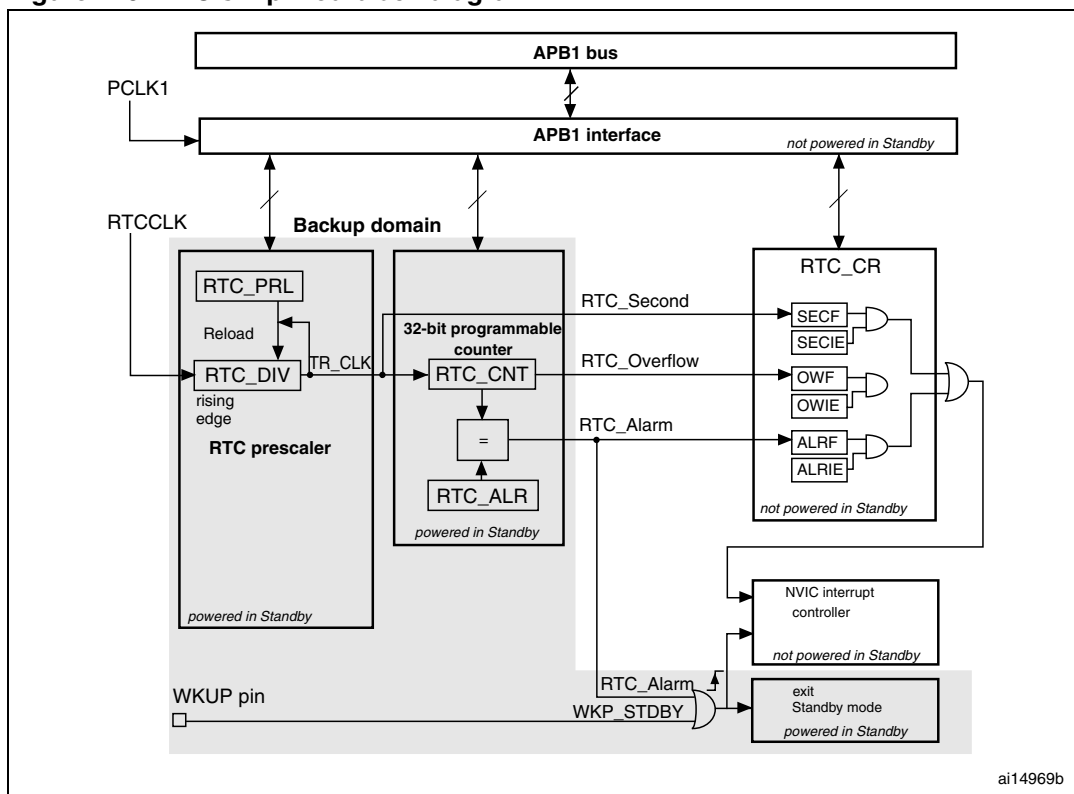 APB1 bus
PCLK1
APB1 interface
not powered in Standby
RTCCLK
Backup domain
RTC_PRL
Reload
RTC_DIV
rising
edge
TR_CLK
RTC prescaler
powered in Standby
32-bit programmable
counter
RTC_CNT
=
RTC_ALR
powered in Standby
RTC_Second
RTC_Overflow
RTC_Alarm
RTC_CR
SECF
SECIE
OWF
OWIE
ALRF
ALRIE
not powered in Standby
NVIC interrupt
controller
not powered in Standby
WKUP pin
RTC_Alarm
WKP_STDBY
exit
Standby mode
powered in Standby
ai14969b